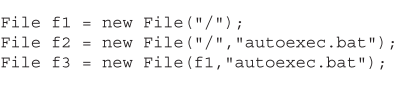 File f1 = new File("/");
File f2 = new File("/","autoexec.bat");
File f3 = new File(f1,"autoexec.bat");